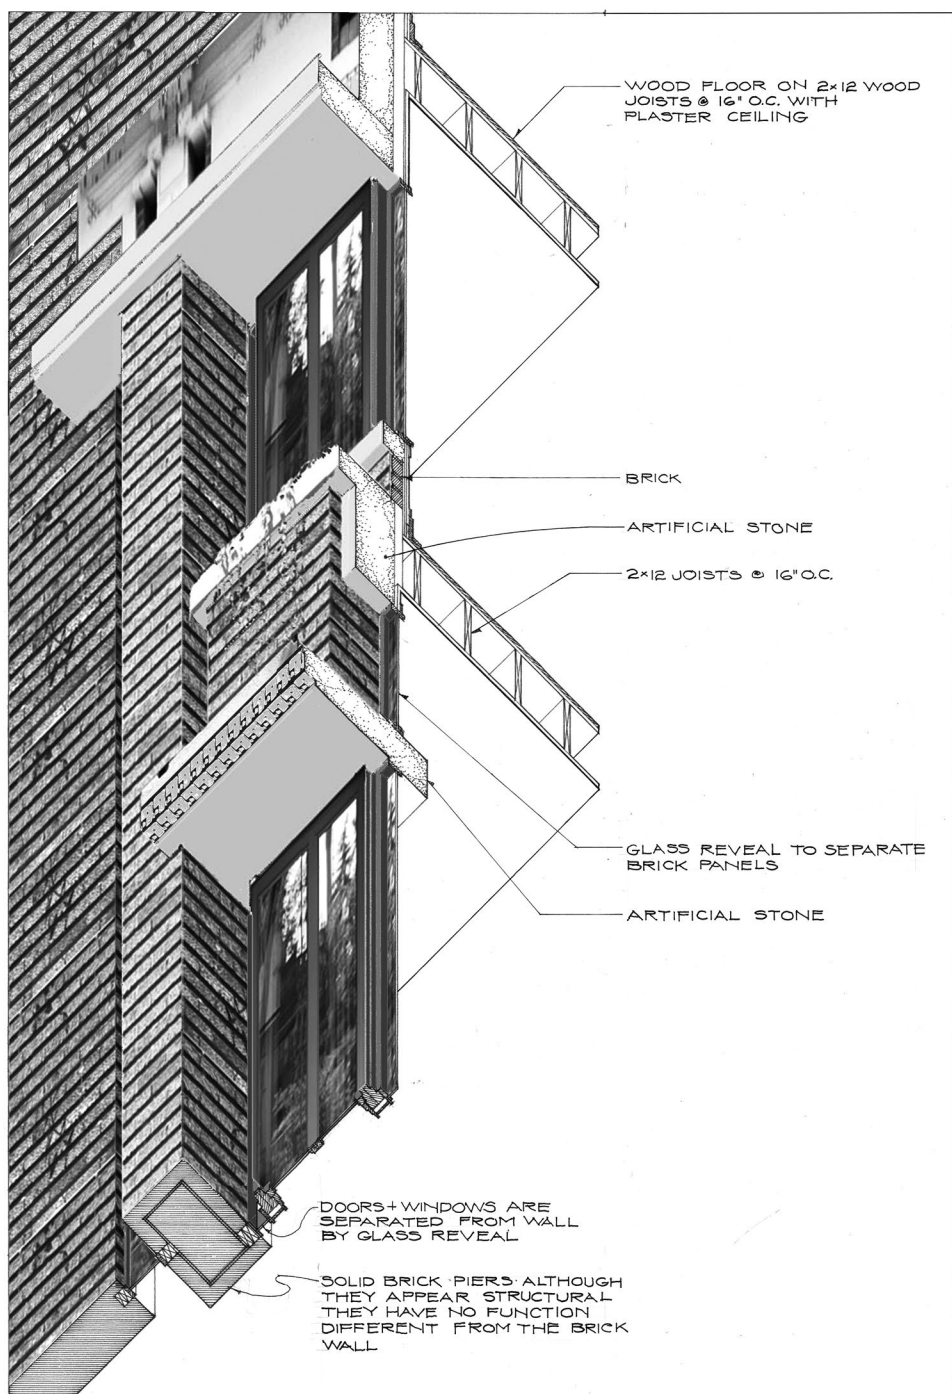 WOOD FLOOR ON 2×12 WOOD
JOISTS @ 16" O.C. WITH
PLASTER CEILING
BRICK
ARTIFICIAL STONE
2×12 JOISTS @ 16" O.C.
GLASS REVEAL TO SEPARATE
BRICK PANELS
ARTIFICIAL STONE
DOORS + WINDOWS ARE
SEPARATED FROM WALL
BY GLASS REVEAL
SOLID BRICK PIERS. ALTHOUGH
THEY APPEAR STRUCTURAL
THEY HAVE NO FUNCTION
DIFFERENT FROM THE BRICK
WALL